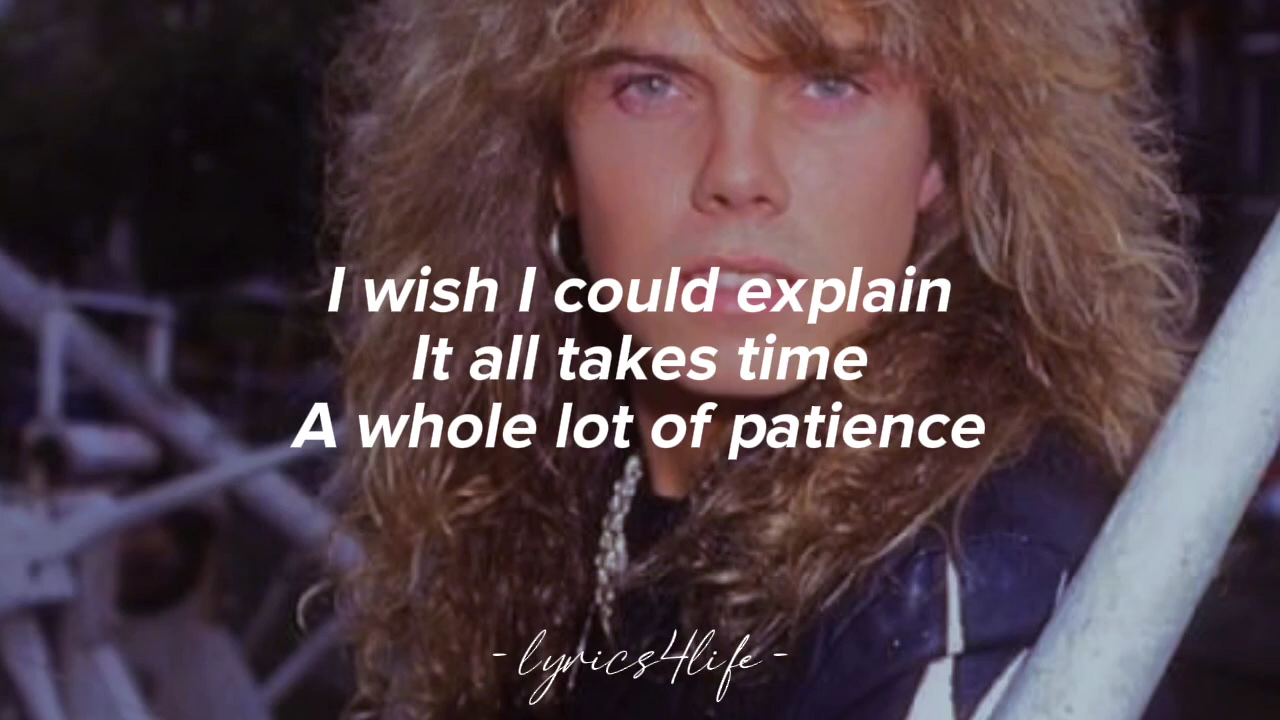 I wish I could explain
It all takes time
A whole lot of patience
- lyrics4life -